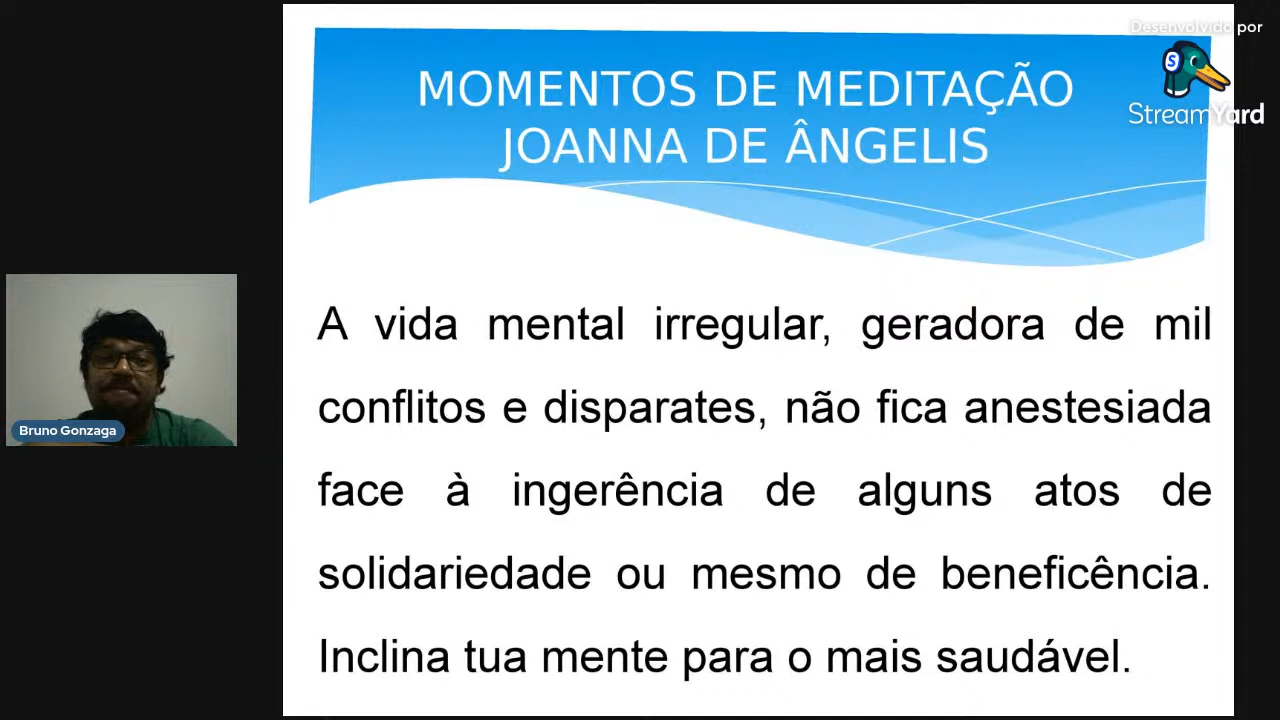 Desenvolvido por
StreamYard
MOMENTOS DE MEDITAÇÃO
JOANNA DE ÂNGELIS
A vida mental irregular, geradora de mil
conflitos e disparates, não fica anestesiada
face à ingerência de alguns atos de
solidariedade ou mesmo de beneficência.
Inclina tua mente para o mais saudável.
Bruno Gonzaga